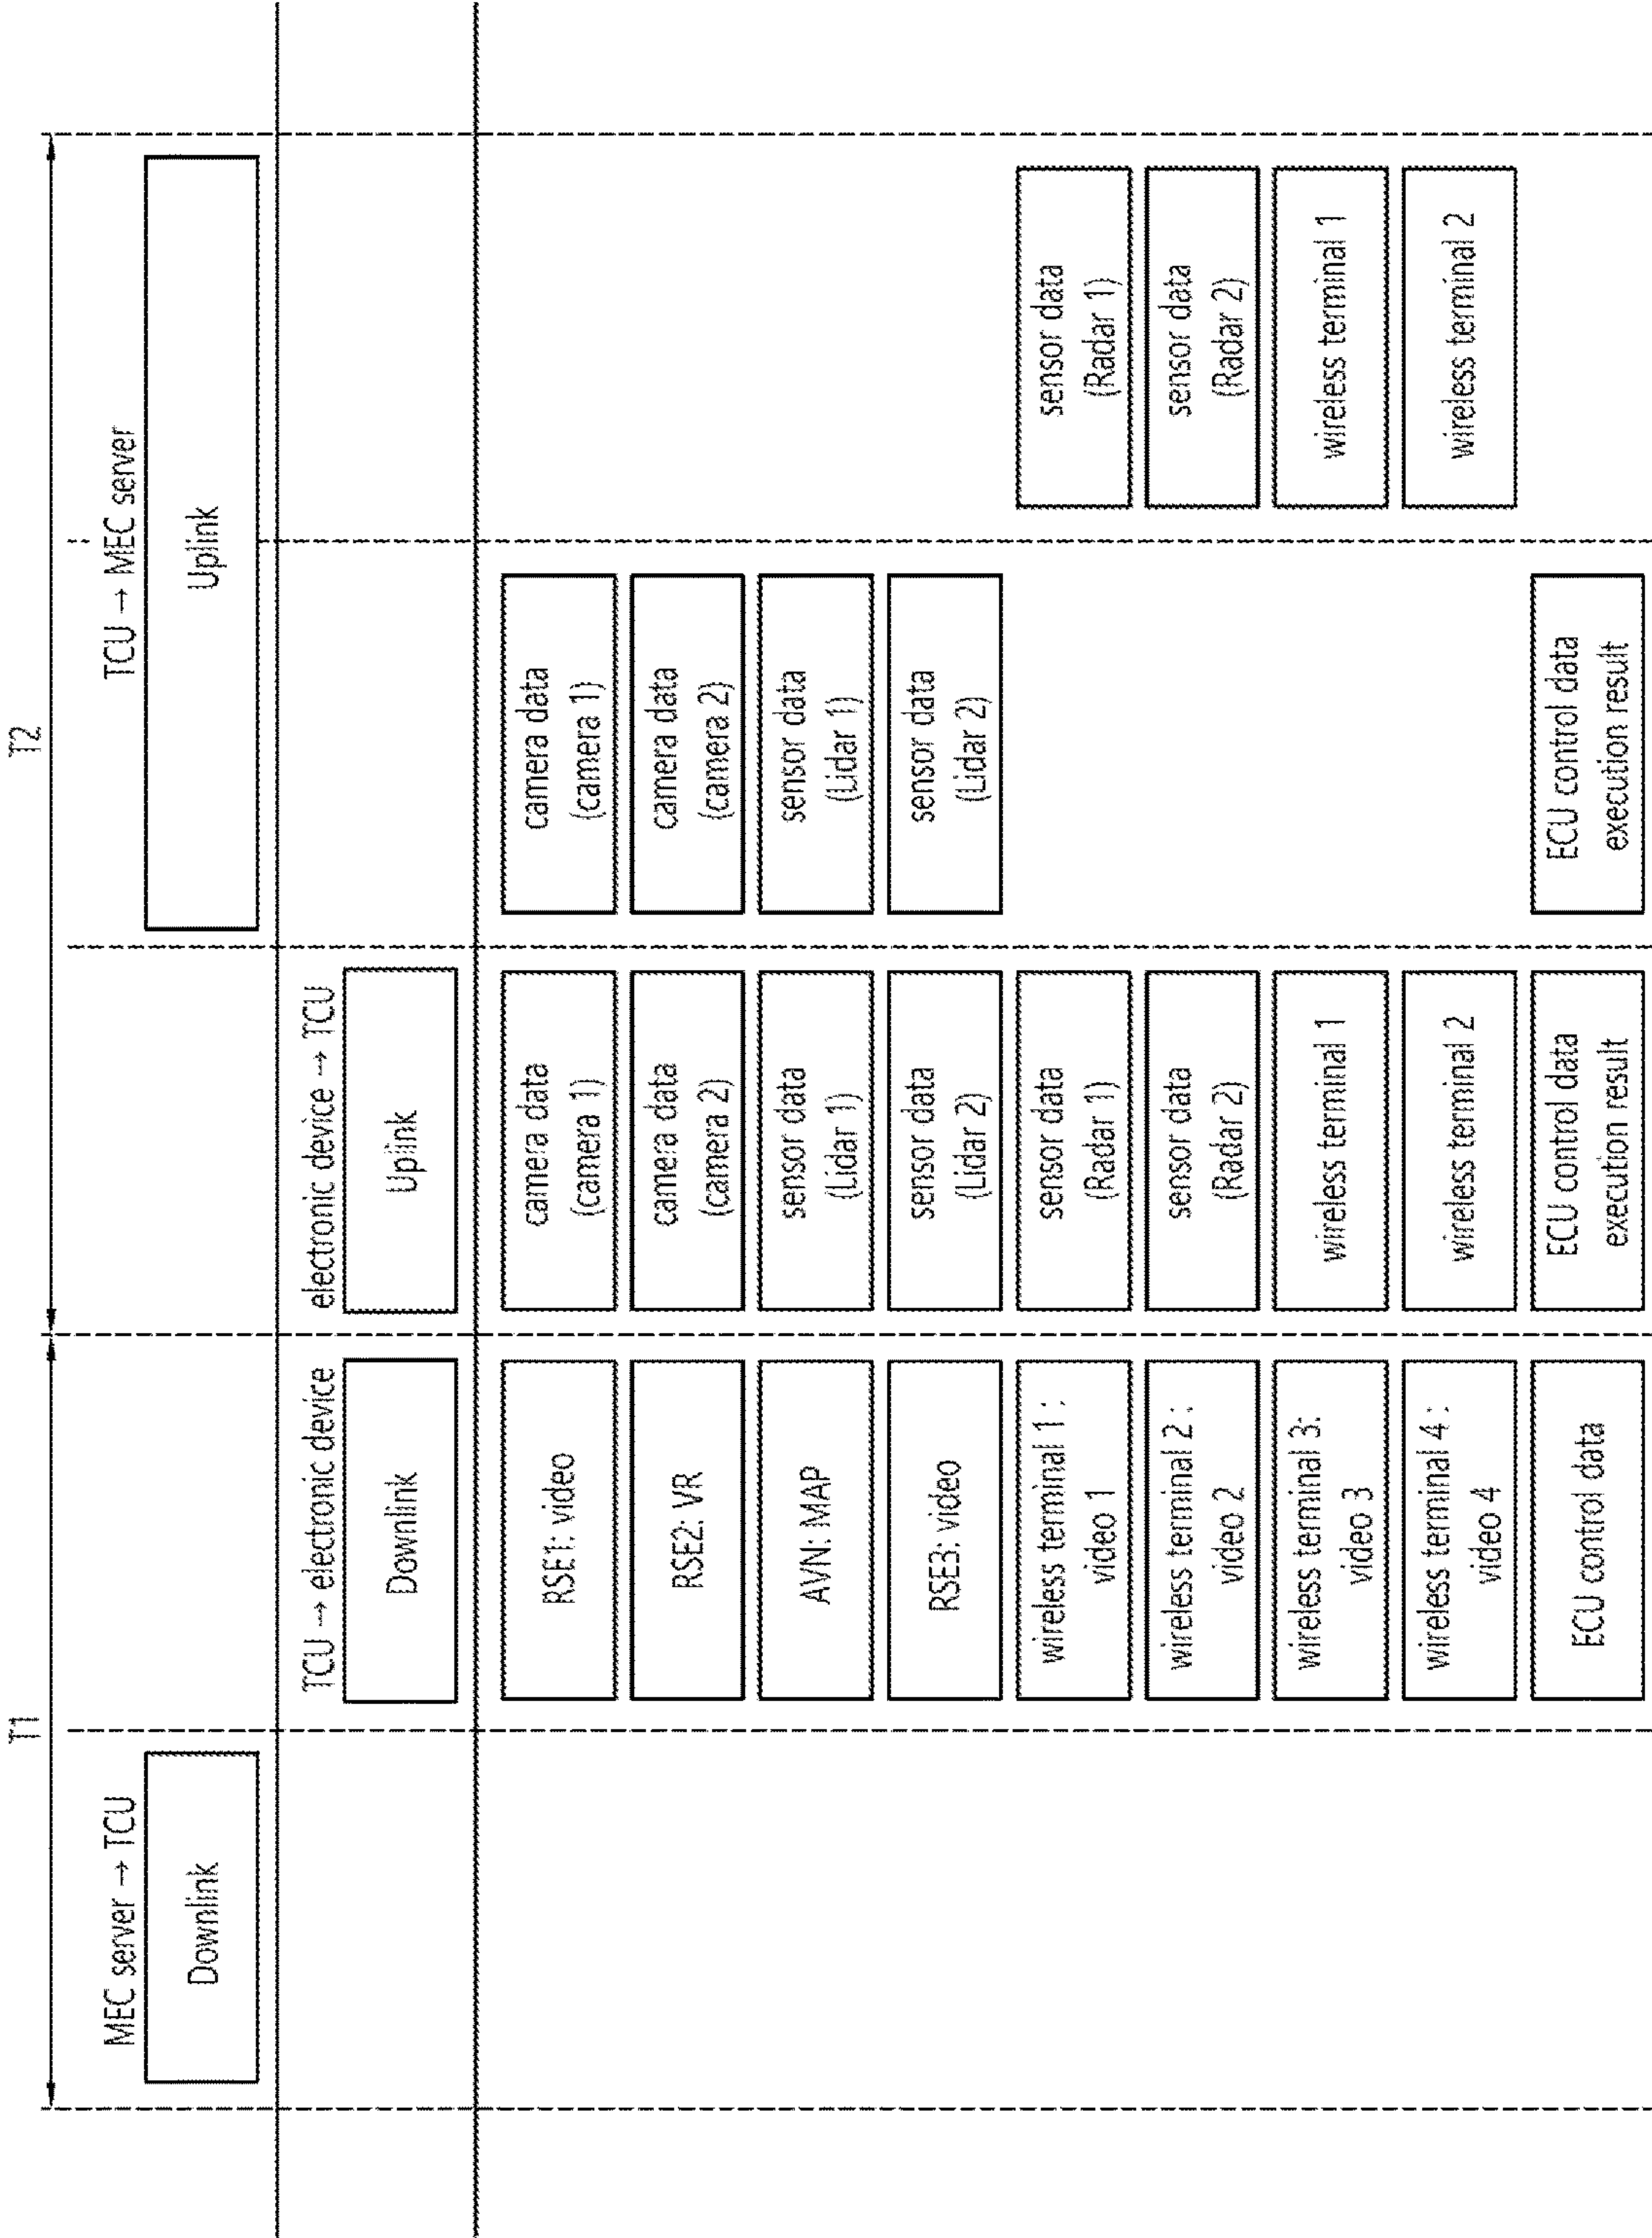 T1
T2
MEC server → TCU
TCU → MEC server
Downlink
Uplink
TCU → electronic device
electronic device → TCU
Downlink
Uplink
RSE1: video
camera data
(camera 1)
camera data
(camera 1)
RSE2: VR
camera data
(camera 2)
camera data
(camera 2)
AVN: MAP
sensor data
(Lidar 1)
sensor data
(Lidar 1)
RSE3: video
sensor data
(Lidar 2)
sensor data
(Lidar 2)
wireless terminal 1 :
video 1
sensor data
(Radar 1)
sensor data
(Radar 1)
wireless terminal 2 :
video 2
sensor data
(Radar 2)
sensor data
(Radar 2)
wireless terminal 3:
video 3
wireless terminal 1
wireless terminal 1
wireless terminal 4 :
video 4
wireless terminal 2
wireless terminal 2
ECU control data
ECU control data
execution result
ECU control data
execution result